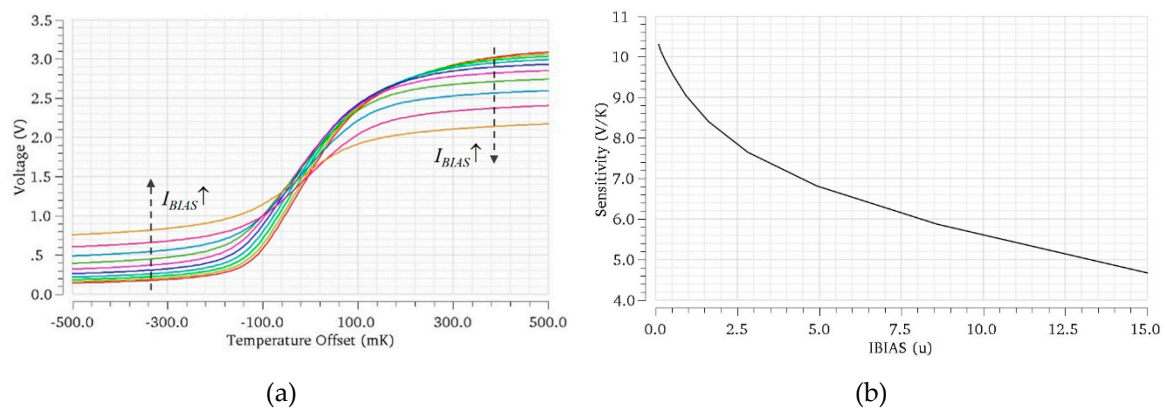 3.5
3.0
2.5
2.0
1.5
1.0
.5
0.0
Voltage (V)
I_BIAS↑
I_BIAS↑
-500.0 -300.0 -100.0 100.0 300.0 500.0
Temperature Offset (mK)
(a)
11
10
9.0
8.0
7.0
6.0
5.0
4.0
Sensitivity (V/K)
0.0 2.5 5.0 7.5 10.0 12.5 15.0
IBIAS (u)
(b)